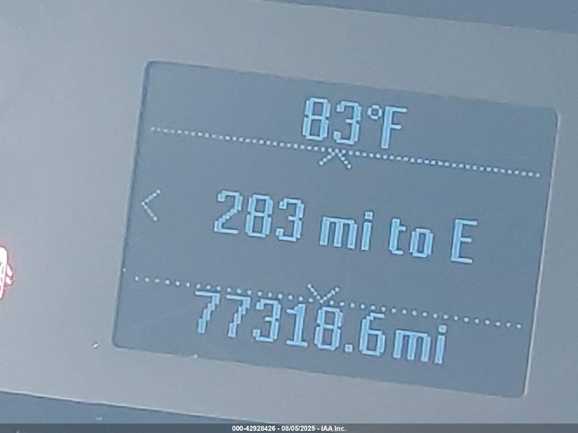 83°F
283 mi to E
77318.6mi
000-42928426 - 08/05/2025 - IAA Inc.